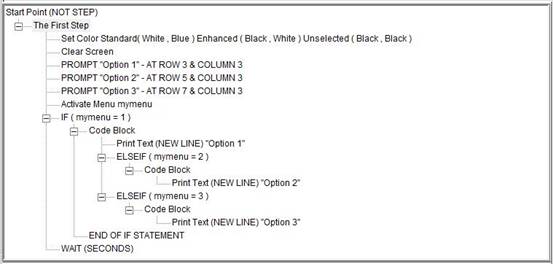 Start Point (NOT STEP)
The First Step
Set Color Standard( White , Blue ) Enhanced ( Black , White ) Unselected ( Black , Black )
Clear Screen
PROMPT "Option 1" - AT ROW 3 & COLUMN 3
PROMPT "Option 2" - AT ROW 5 & COLUMN 3
PROMPT "Option 3" - AT ROW 7 & COLUMN 3
Activate Menu mymenu
IF ( mymenu = 1 )
Code Block
Print Text (NEW LINE) "Option 1"
ELSEIF ( mymenu = 2 )
Code Block
Print Text (NEW LINE) "Option 2"
ELSEIF ( mymenu = 3 )
Code Block
Print Text (NEW LINE) "Option 3"
END OF IF STATEMENT
WAIT (SECONDS)